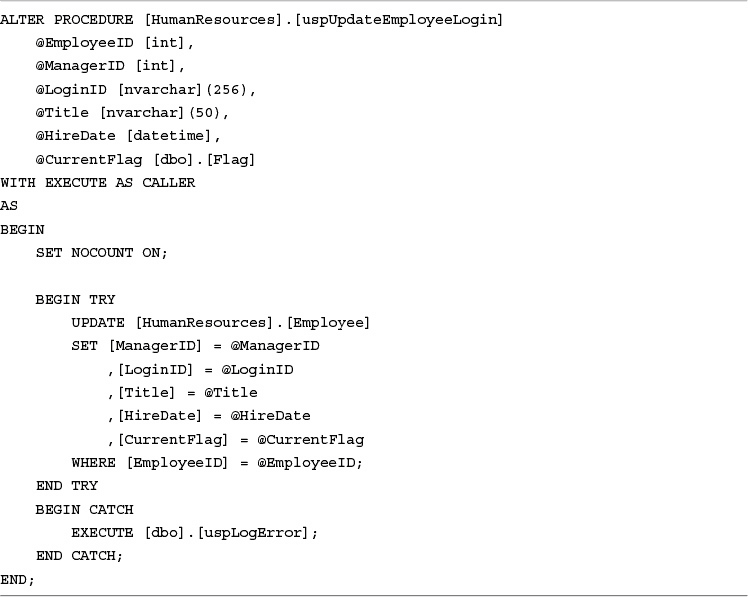 ALTER PROCEDURE [HumanResources].[uspUpdateEmployeeLogin]
    @EmployeeID [int],
    @ManagerID [int],
    @LoginID [nvarchar](256),
    @Title [nvarchar](50),
    @HireDate [datetime],
    @CurrentFlag [dbo].[Flag]
WITH EXECUTE AS CALLER
AS
BEGIN
    SET NOCOUNT ON;

    BEGIN TRY
        UPDATE [HumanResources].[Employee]
        SET [ManagerID] = @ManagerID
            ,[LoginID] = @LoginID
            ,[Title] = @Title
            ,[HireDate] = @HireDate
            ,[CurrentFlag] = @CurrentFlag
        WHERE [EmployeeID] = @EmployeeID;
    END TRY
    BEGIN CATCH
        EXECUTE [dbo].[uspLogError];
    END CATCH;
END;